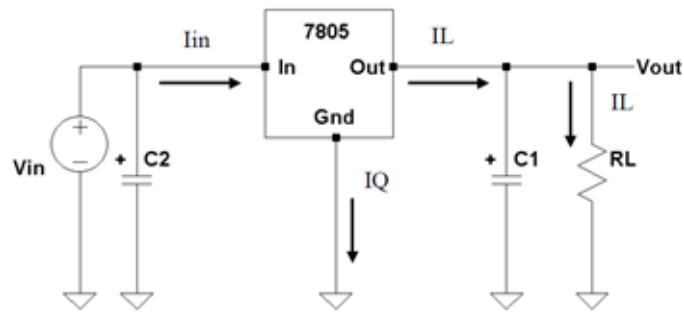 7805
Iin
IL
In
Out
Vout
Gnd
IL
Vin
+
C2
IQ
+
C1
RL
+
−